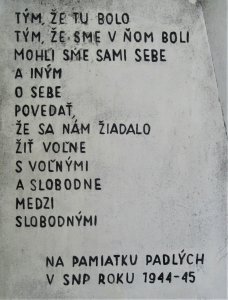 TÝM, ŽE TU BOLO
TÝM, ŽE SME V ŇOM BOLI
MOHLI SME SAMI SEBE
A INÝM
O SEBE
POVEDAŤ,
ŽE SA NÁM ŽIADALO
ŽIŤ VOĽNE
S VOĽNÝMI
A SLOBODNE
MEDZI
SLOBODNÝMI
NA PAMIATKU PADLÝCH
V SNP ROKU 1944-45